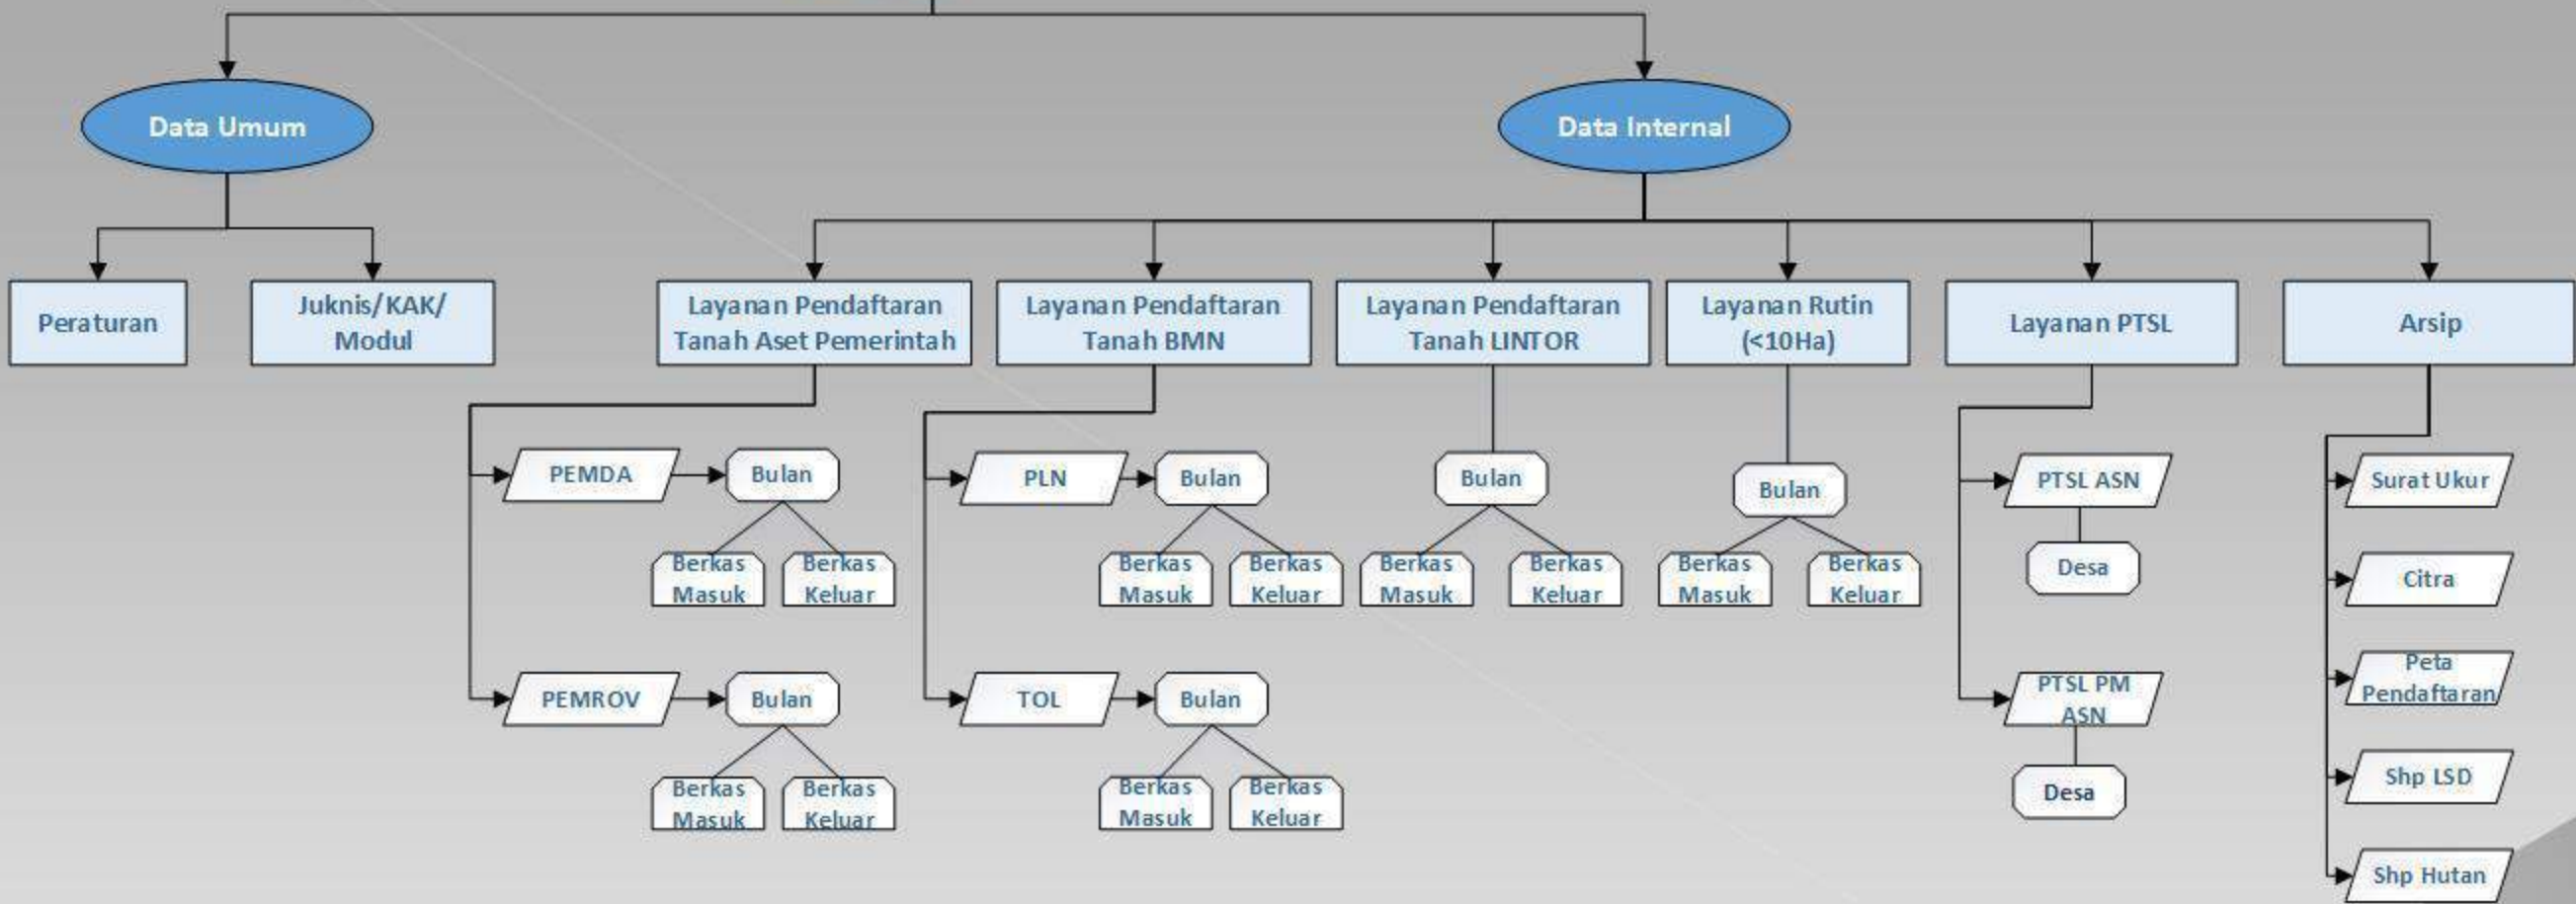 Data Umum
Data Internal
Peraturan
Juknis/KAK/
Modul
Layanan Pendaftaran
Tanah Aset Pemerintah
Layanan Pendaftaran
Tanah BMN
Layanan Pendaftaran
Tanah LINTOR
Layanan Rutin
(<10Ha)
Layanan PTSL
Arsip
PEMDA
Bulan
Berkas
Masuk
Berkas
Keluar
PEMROV
Bulan
Berkas
Masuk
Berkas
Keluar
PLN
Bulan
Berkas
Masuk
Berkas
Keluar
TOL
Bulan
Berkas
Masuk
Berkas
Keluar
Bulan
Berkas
Masuk
Berkas
Keluar
Bulan
Berkas
Masuk
Berkas
Keluar
PTSL ASN
Desa
PTSL PM
ASN
Desa
Surat Ukur
Citra
Peta
Pendaftaran
Shp LSD
Shp Hutan